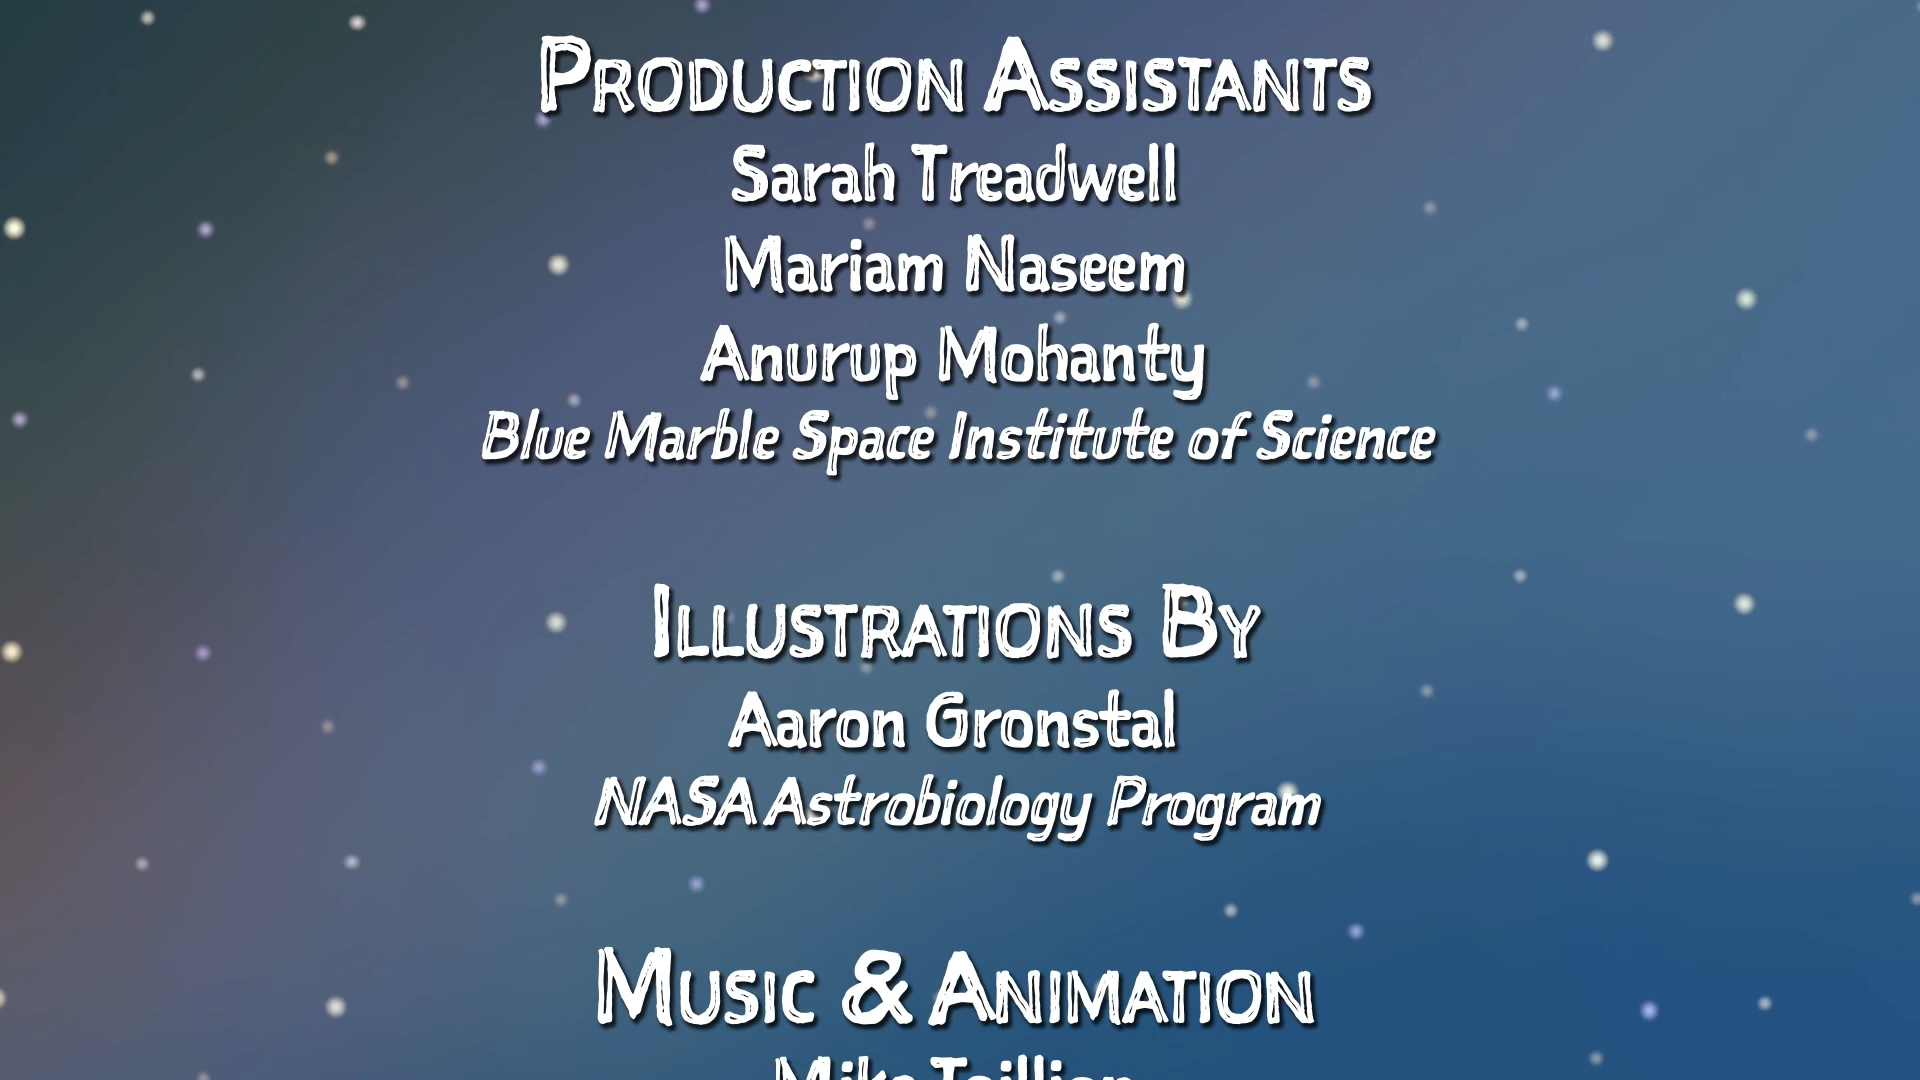 Production Assistants
Sarah Treadwell
Mariam Naseem
Anurup Mohanty
Blue Marble Space Institute of Science
Illustrations By
Aaron Gronstal
NASA Astrobiology Program
Music & Animation
Mike